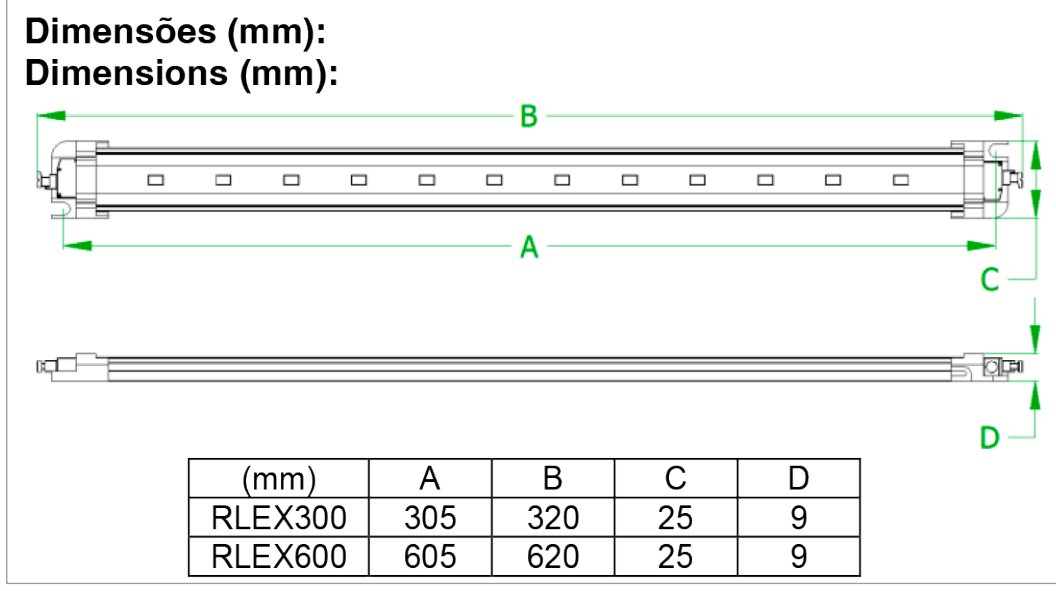 Dimensões (mm):
Dimensions (mm):
B
A
C
D
(mm) A B C D
RLEX300 305 320 25 9
RLEX600 605 620 25 9